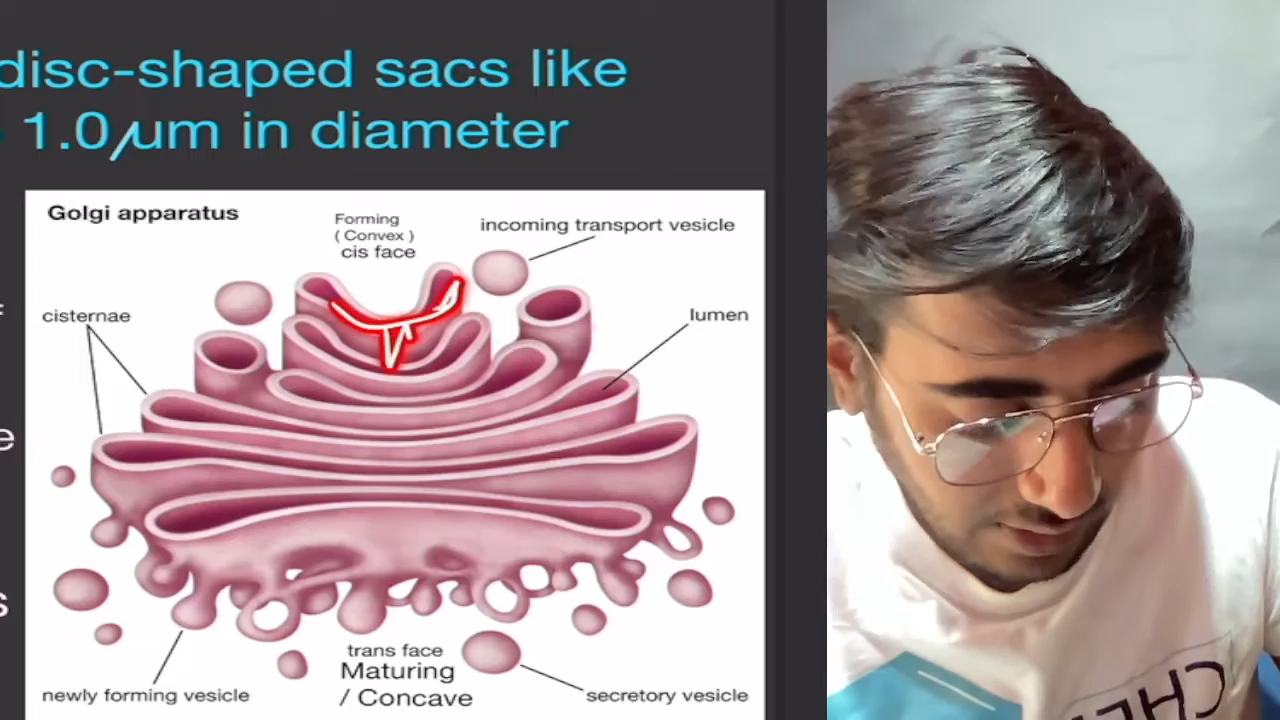 disc-shaped sacs like
1.0µm in diameter
Golgi apparatus
Forming
( Convex )
cis face
incoming transport vesicle
cisternae
lumen
e
s
trans face
Maturing
/ Concave
newly forming vesicle
secretory vesicle